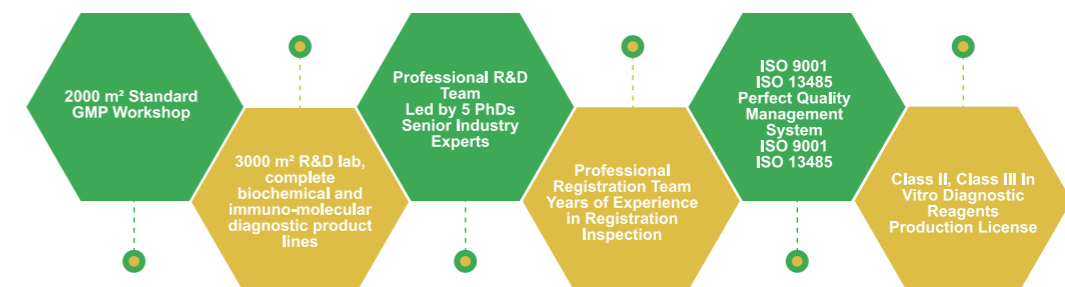 2000 m² Standard
GMP Workshop
3000 m² R&D lab,
complete
biochemical and
immuno-molecular
diagnostic product
lines
Professional R&D
Team
Led by 5 PhDs
Senior Industry
Experts
Professional
Registration Team
Years of Experience
in Registration
Inspection
ISO 9001
ISO 13485
Perfect Quality
Management
System
ISO 9001
ISO 13485
Class II, Class III In
Vitro Diagnostic
Reagents
Production License